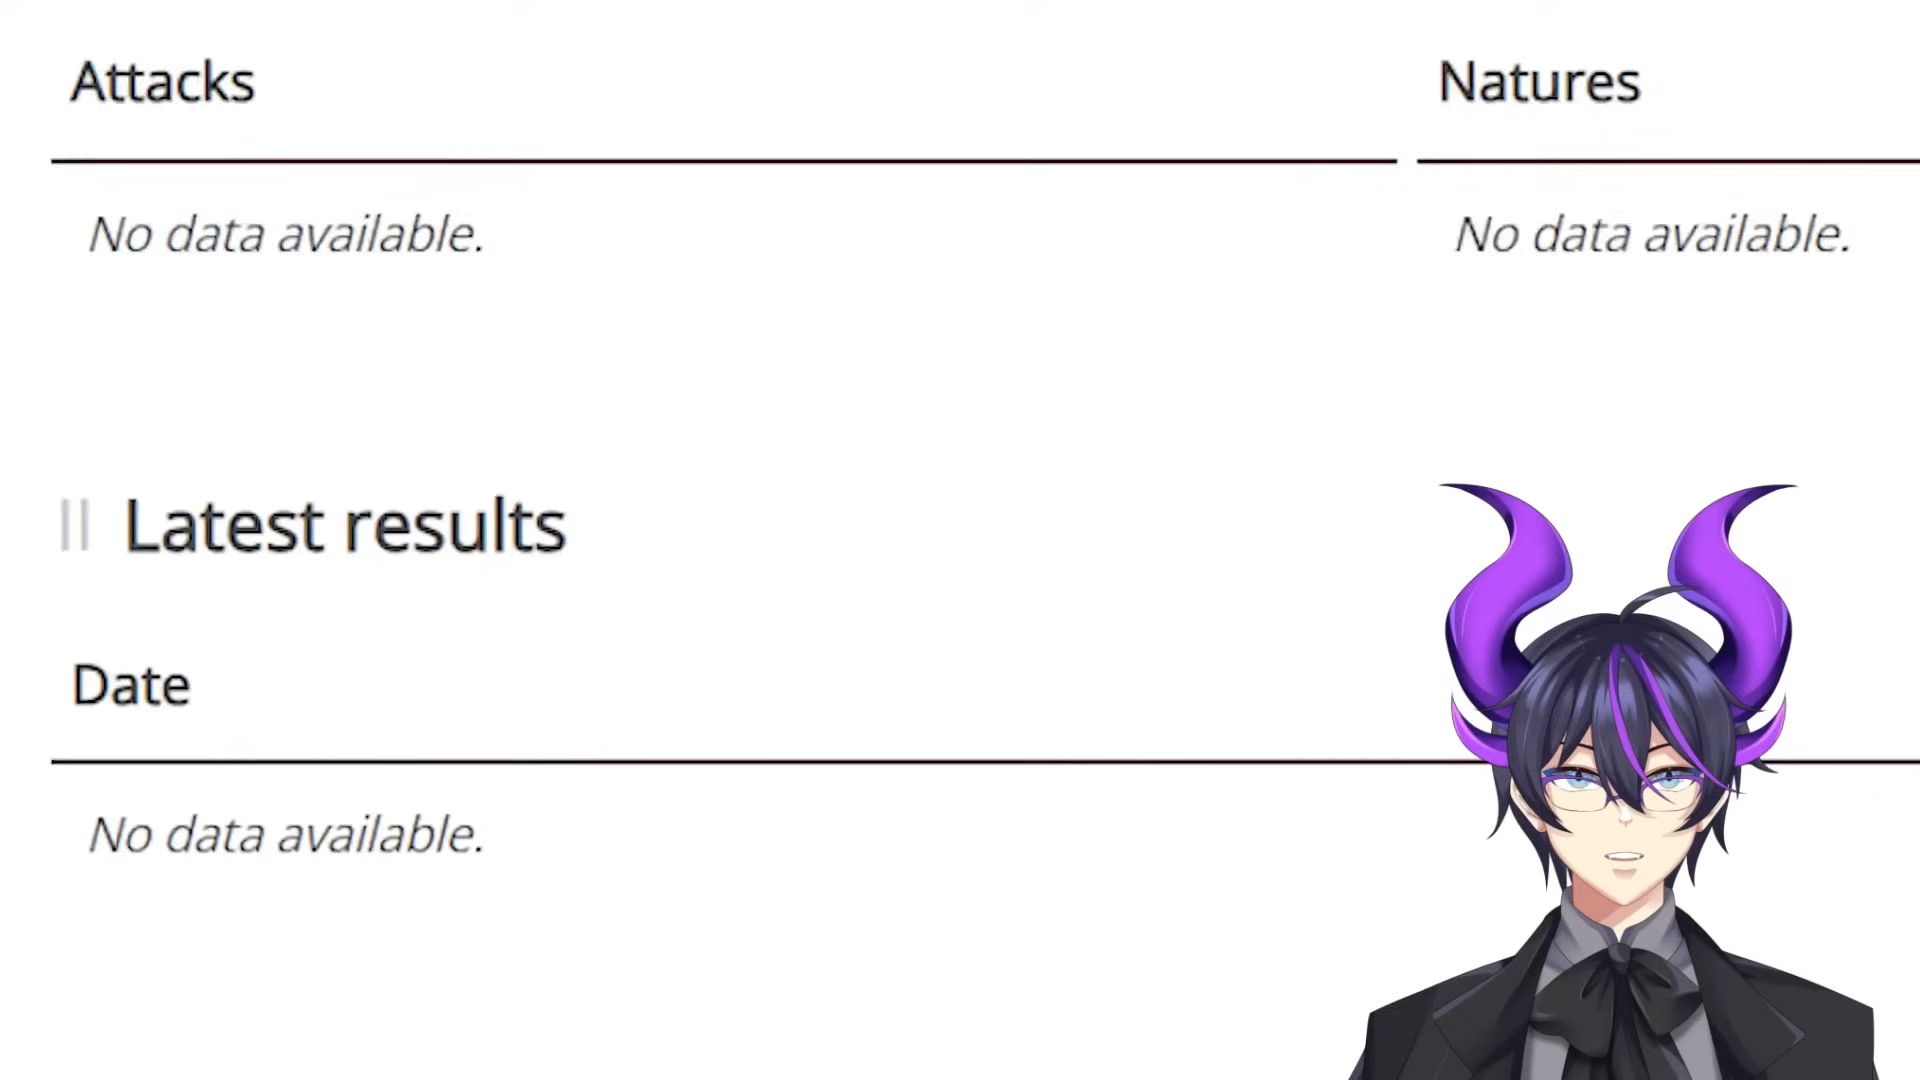 Attacks
Natures
No data available.
No data available.
Latest results
Date
No data available.